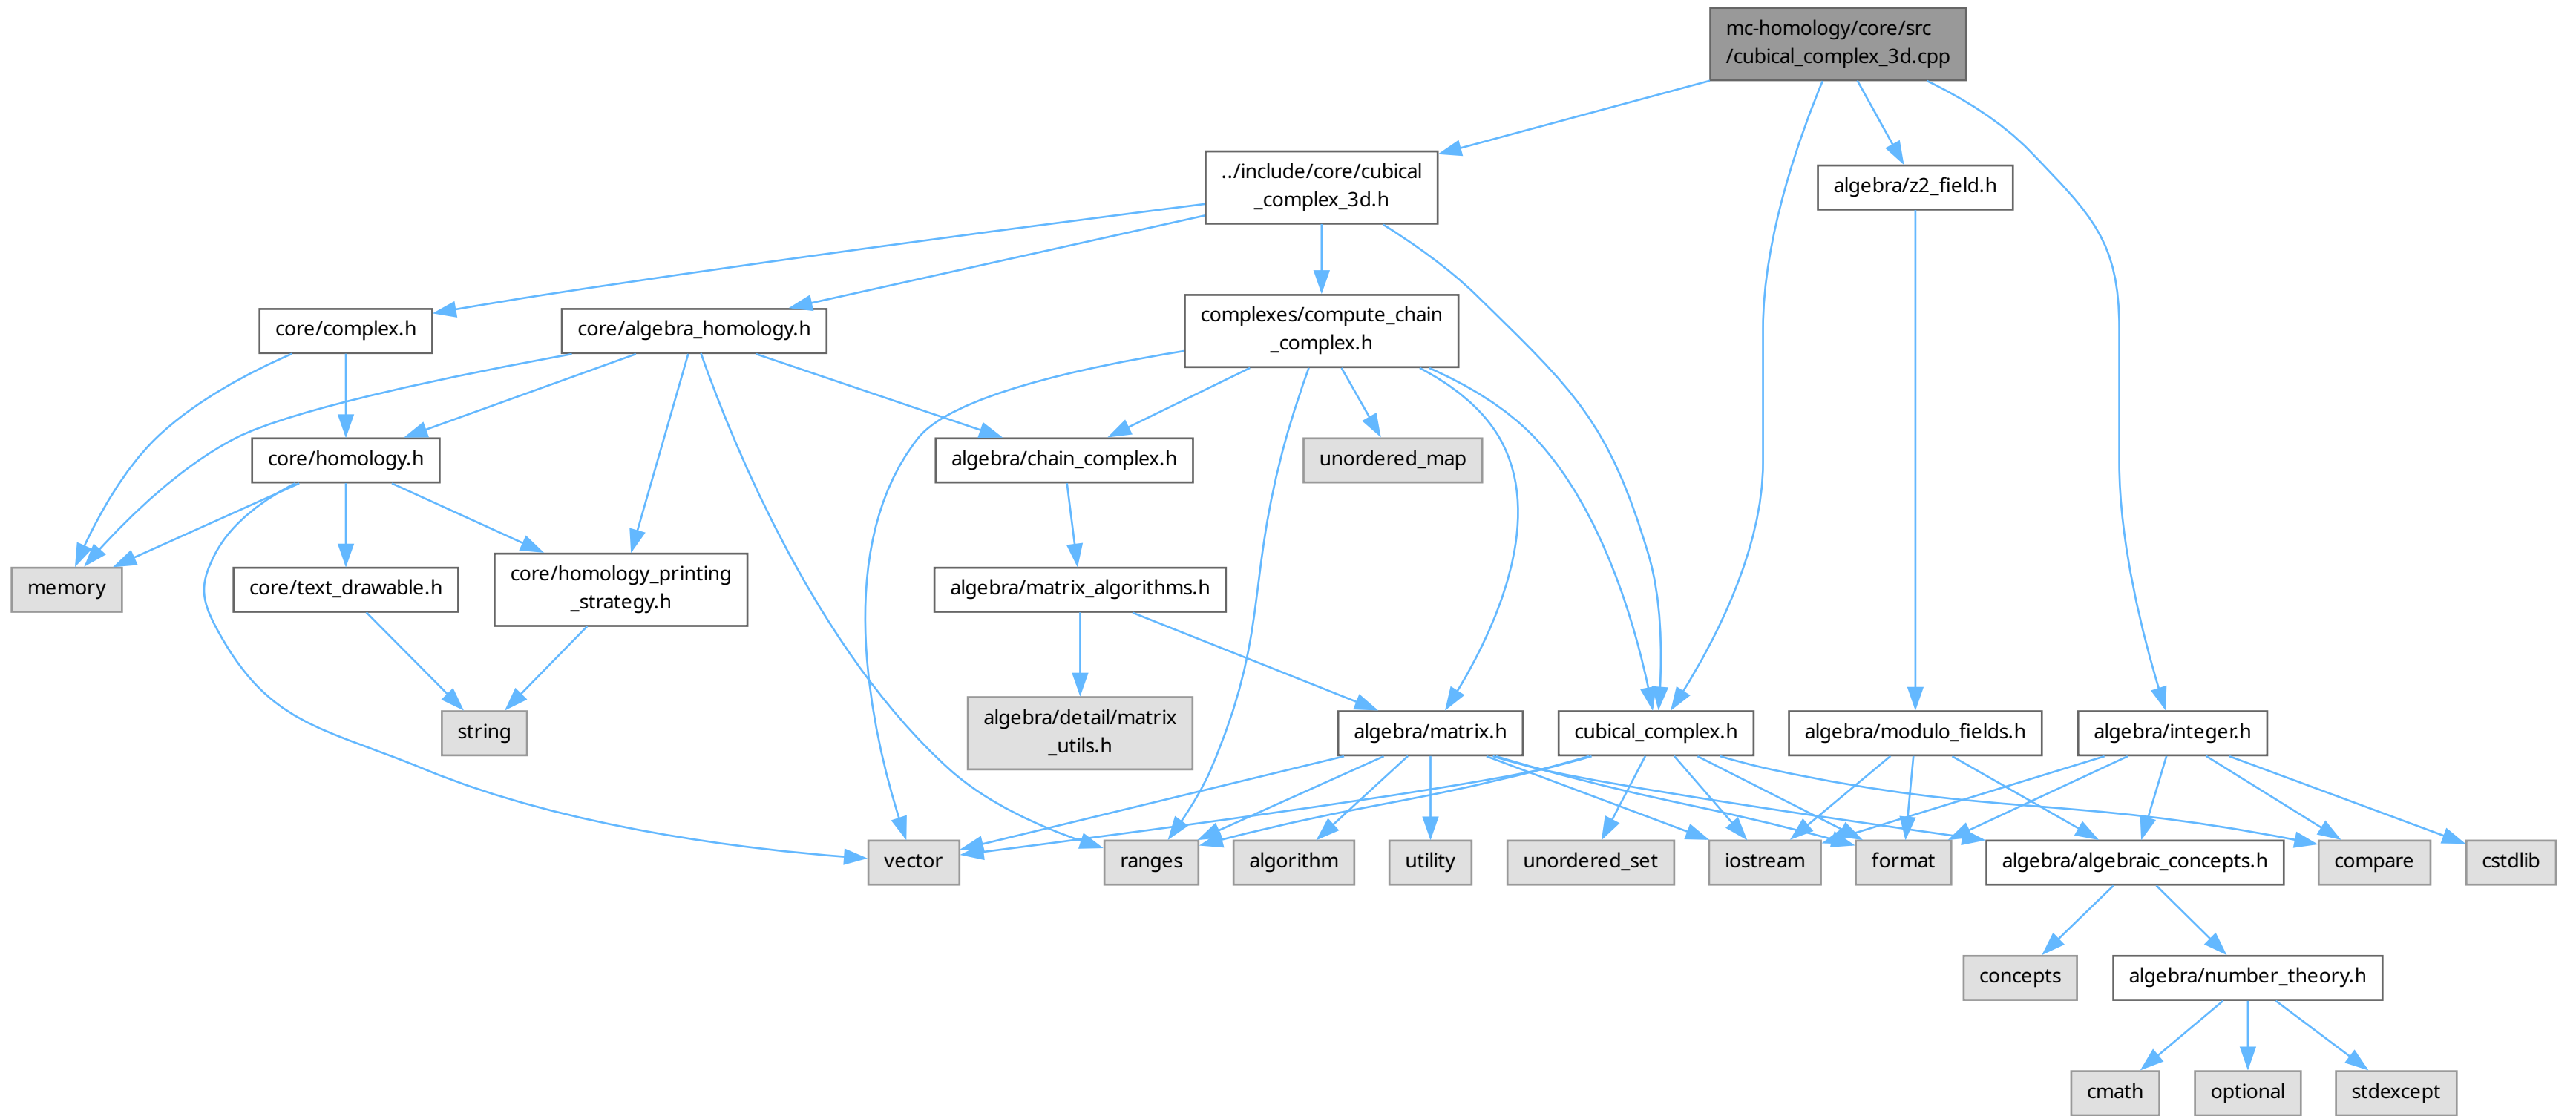 mc-homology/core/src
/cubical_complex_3d.cpp
../include/core/cubical
_complex_3d.h
algebra/z2_field.h
core/complex.h
core/algebra_homology.h
complexes/compute_chain
_complex.h
core/homology.h
algebra/chain_complex.h
unordered_map
memory
core/text_drawable.h
core/homology_printing
_strategy.h
algebra/matrix_algorithms.h
string
algebra/detail/matrix
_utils.h
algebra/matrix.h
cubical_complex.h
algebra/modulo_fields.h
algebra/integer.h
vector
ranges
algorithm
utility
unordered_set
iostream
format
algebra/algebraic_concepts.h
compare
cstdlib
concepts
algebra/number_theory.h
cmath
optional
stdexcept